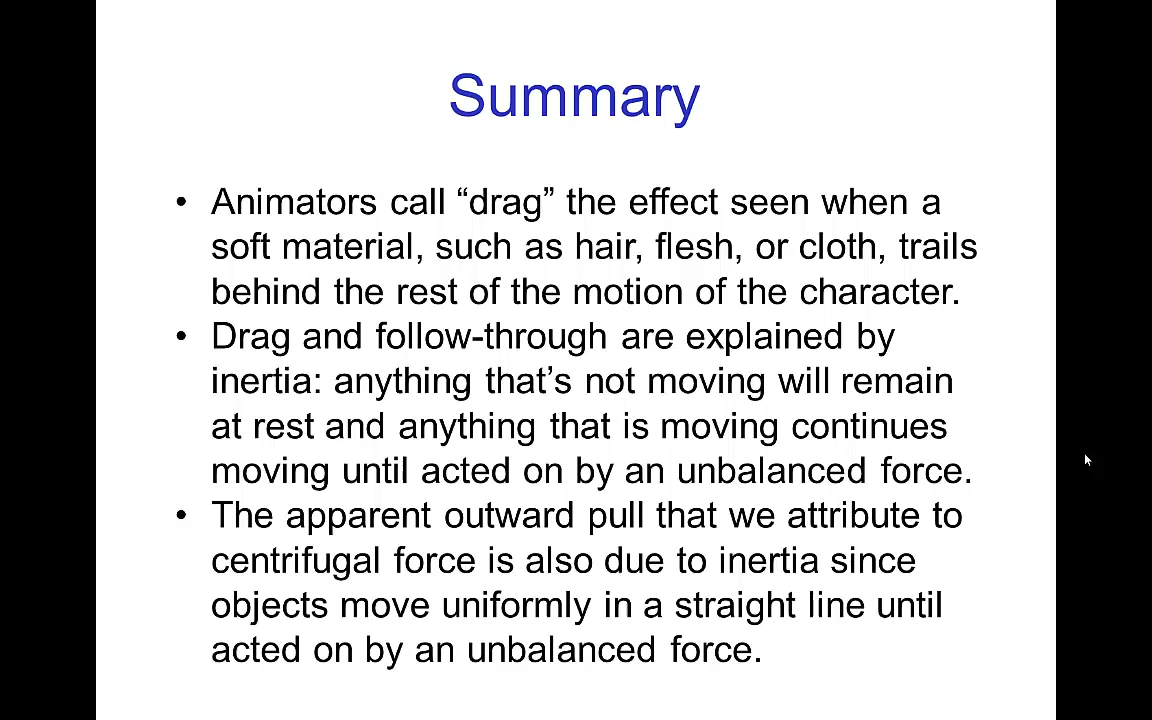 Summary
• Animators call “drag” the effect seen when a
soft material, such as hair, flesh, or cloth, trails
behind the rest of the motion of the character.
• Drag and follow-through are explained by
inertia: anything that’s not moving will remain
at rest and anything that is moving continues
moving until acted on by an unbalanced force.
• The apparent outward pull that we attribute to
centrifugal force is also due to inertia since
objects move uniformly in a straight line until
acted on by an unbalanced force.